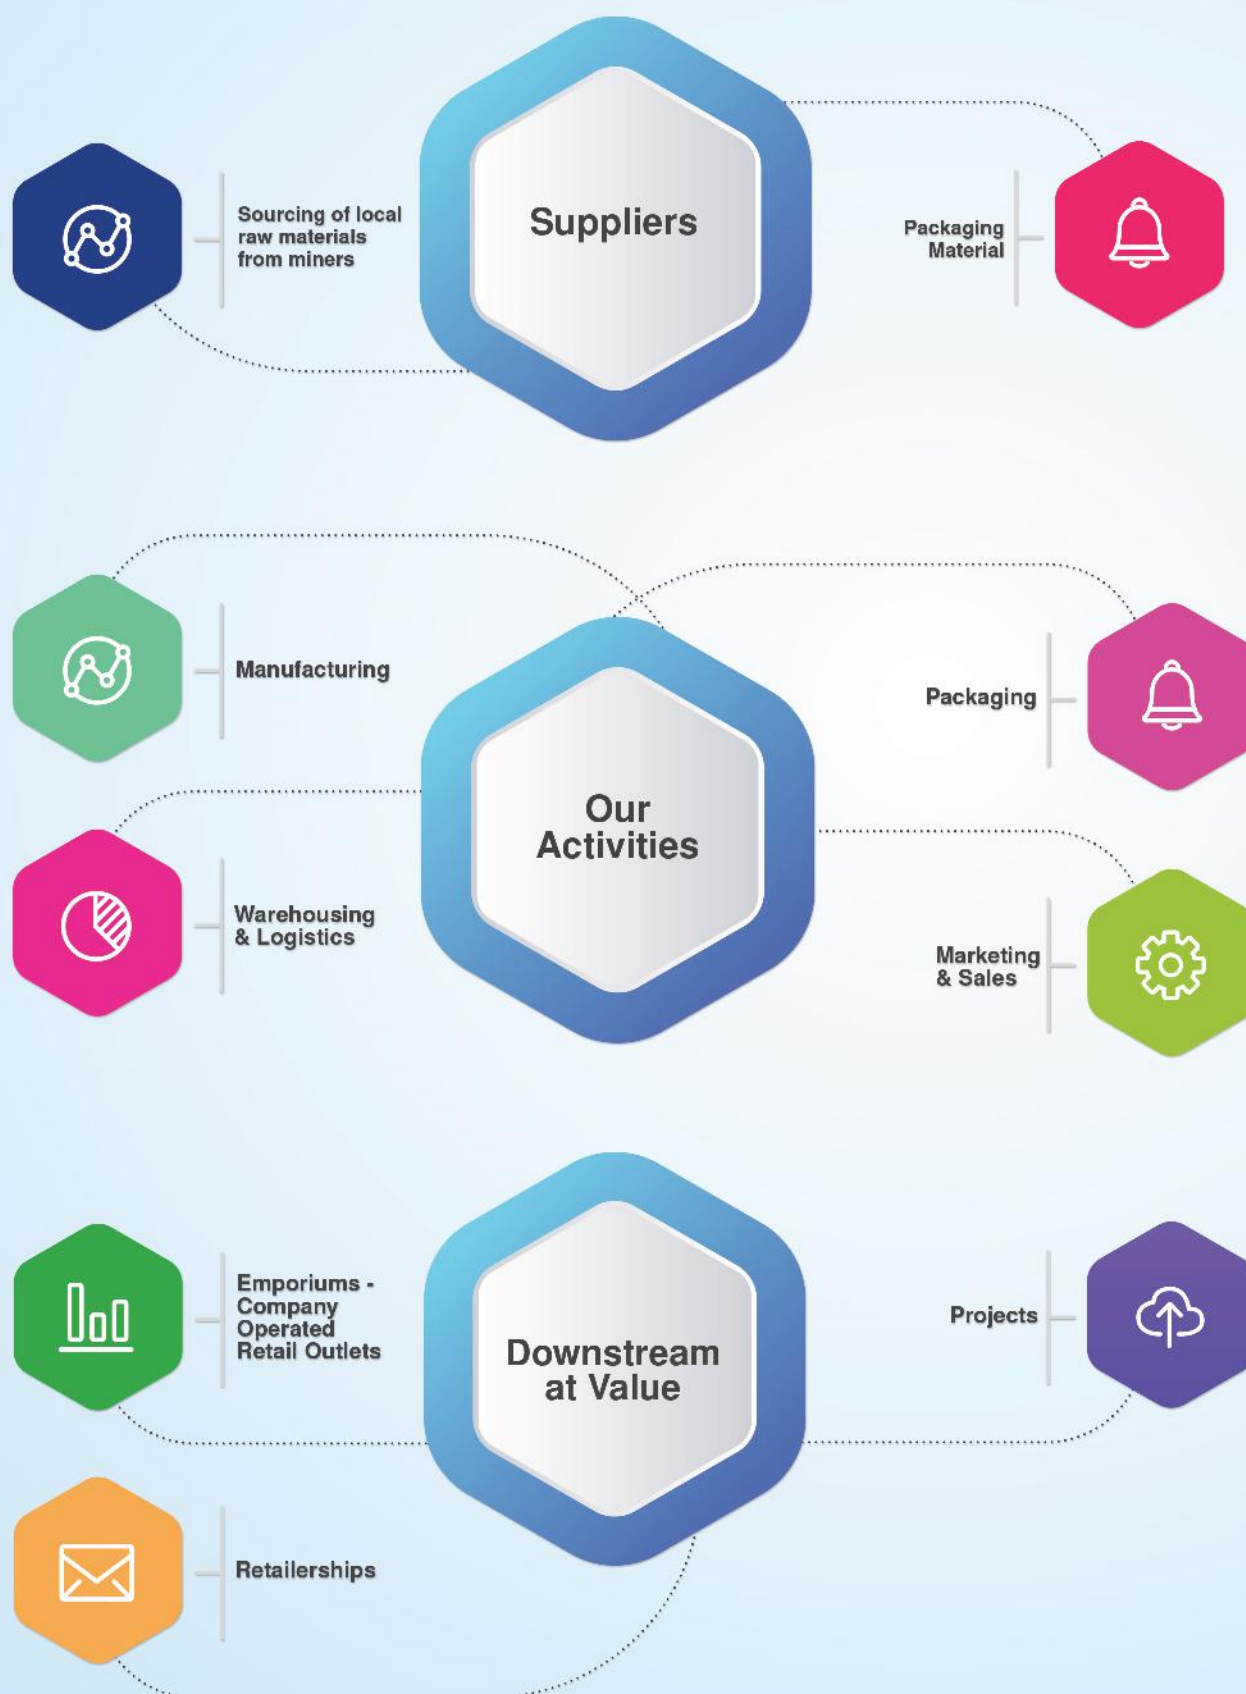 Suppliers
Sourcing of local
raw materials
from miners
Packaging
Material
Our
Activities
Manufacturing
Packaging
Warehousing
& Logistics
Marketing
& Sales
Downstream
at Value
Emporiums -
Company
Operated
Retail Outlets
Projects
Retailerships